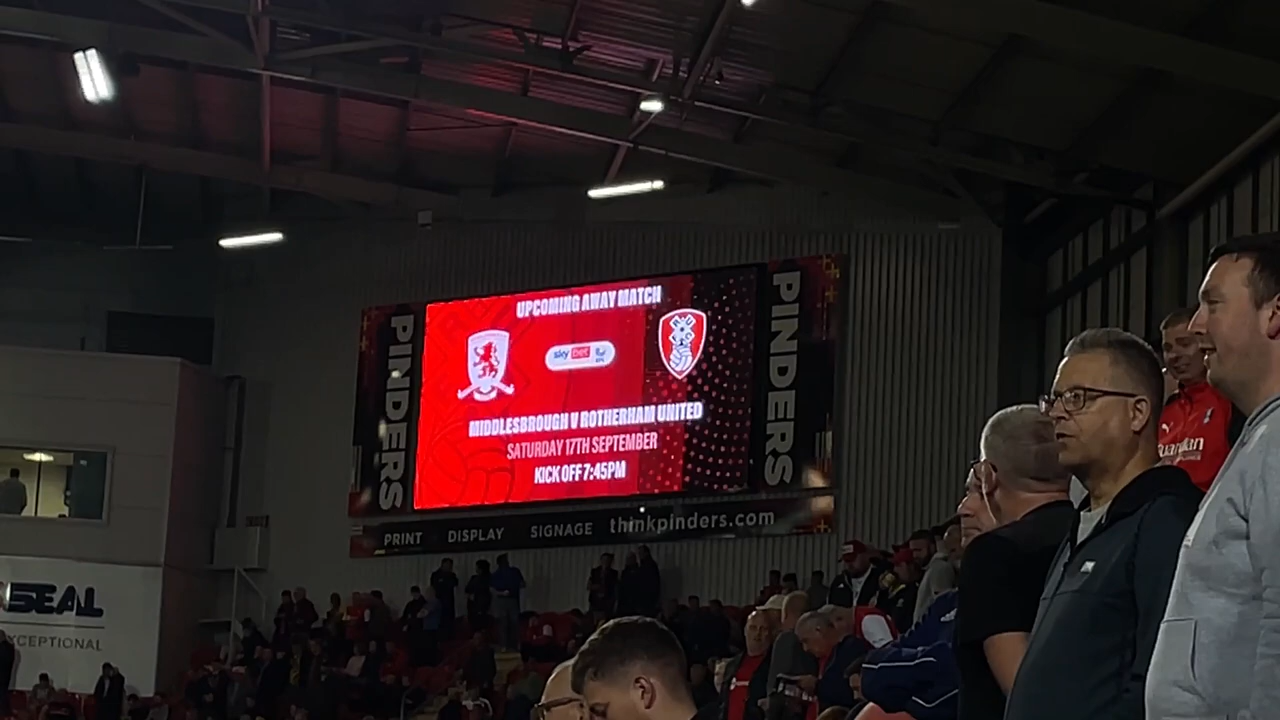 UPCOMING AWAY MATCH
sky bet
MIDDLESBROUGH V ROTHERHAM UNITED
SATURDAY 17TH SEPTEMBER
KICK OFF 7:45PM
PINDERS
PINDERS
PRINT DISPLAY SIGNAGE thinkpinders.com
SEAL
XCEPTIONAL
uardian